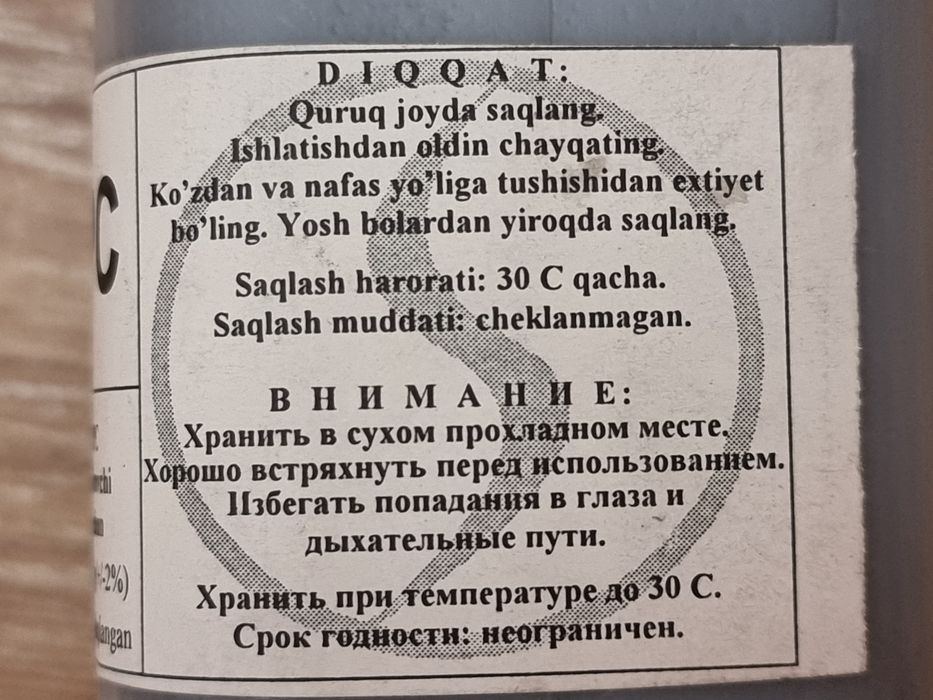 D I Q Q A T:
Quruq joyda saqlang.
Ishlatishdan oldin chayqating.
Ko'zdan va nafas yo'liga tushishidan extiyet
bo'ling. Yosh bolardan yiroqda saqlang.
Saqlash harorati: 30 C qacha.
Saqlash muddati: cheklanmagan.
В Н И М А Н И Е:
Хранить в сухом прохладном месте.
Хорошо встряхнуть перед использованием.
Избегать попадания в глаза и
дыхательные пути.
Хранить при температуре до 30 С.
Срок годности: неограничен.
C
-2%)